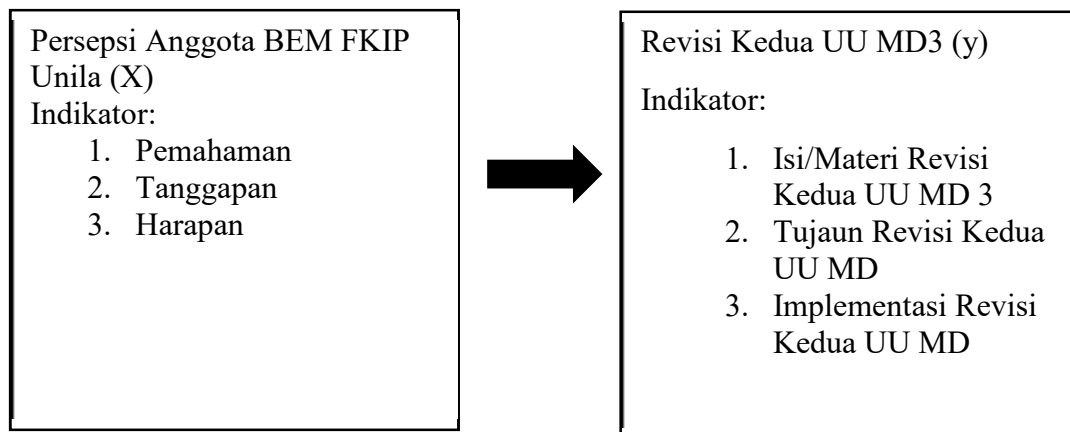 Persepsi Anggota BEM FKIP
Unila (X)
Indikator:
1. Pemahaman
2. Tanggapan
3. Harapan
Revisi Kedua UU MD3 (y)
Indikator:
1. Isi/Materi Revisi
Kedua UU MD 3
2. Tujaun Revisi Kedua
UU MD
3. Implementasi Revisi
Kedua UU MD